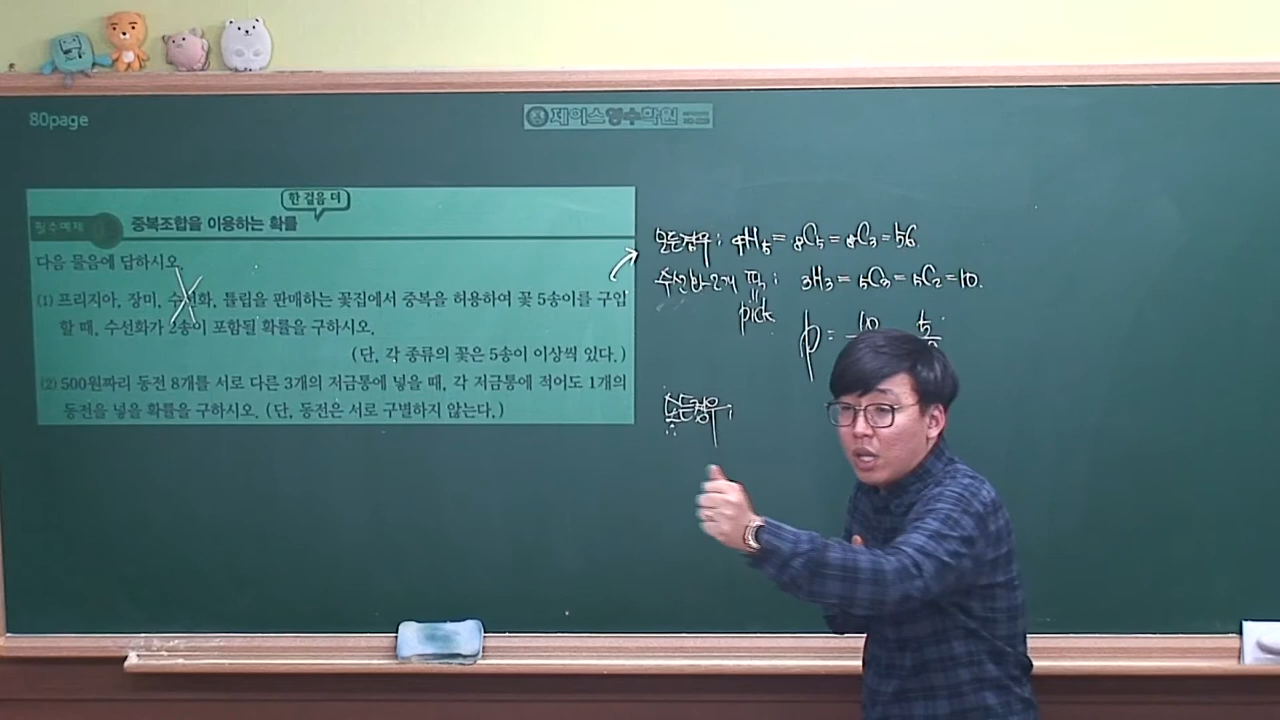 80page
제이스영수학원
한 걸음 더
필수예제
중복조합을 이용하는 확률
다음 물음에 답하시오.
(1) 프리지아, 장미, 수선화, 튤립을 판매하는 꽃집에서 중복을 허용하여 꽃 5송이를 구입
할 때, 수선화가 2송이 포함될 확률을 구하시오.
(단, 각 종류의 꽃은 5송이 이상씩 있다.)
(2) 500원짜리 동전 8개를 서로 다른 3개의 저금통에 넣을 때, 각 저금통에 적어도 1개의
동전을 넣을 확률을 구하시오. (단, 동전은 서로 구별하지 않는다.)
모든경우: ₄H₅ = ₈C₅ = ₈C₃ = 56
3H3 = 5C3 = 5C2 = 10.
pick
p =
모든경우: